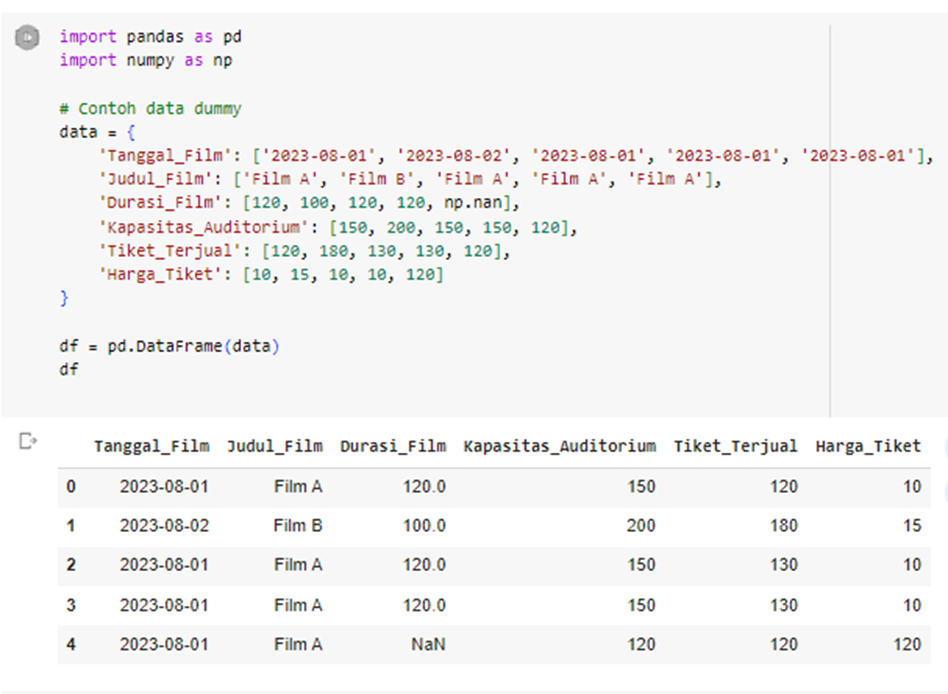 import pandas as pd
import numpy as np
# Contoh data dummy
data = {
'Tanggal_Film': ['2023-08-01', '2023-08-02', '2023-08-01', '2023-08-01', '2023-08-01'],
'Judul_Film': ['Film A', 'Film B', 'Film A', 'Film A', 'Film A'],
'Durasi_Film': [120, 100, 120, 120, np.nan],
'Kapasitas_Auditorium': [150, 200, 150, 150, 120],
'Tiket_Terjual': [120, 180, 130, 130, 120],
'Harga_Tiket': [10, 15, 10, 10, 120]
}
df = pd.DataFrame(data)
df
Tanggal_Film Judul_Film Durasi_Film Kapasitas_Auditorium Tiket_Terjual Harga_Tiket
0 2023-08-01 Film A 120.0 150 120 10
1 2023-08-02 Film B 100.0 200 180 15
2 2023-08-01 Film A 120.0 150 130 10
3 2023-08-01 Film A 120.0 150 130 10
4 2023-08-01 Film A NaN 120 120 120